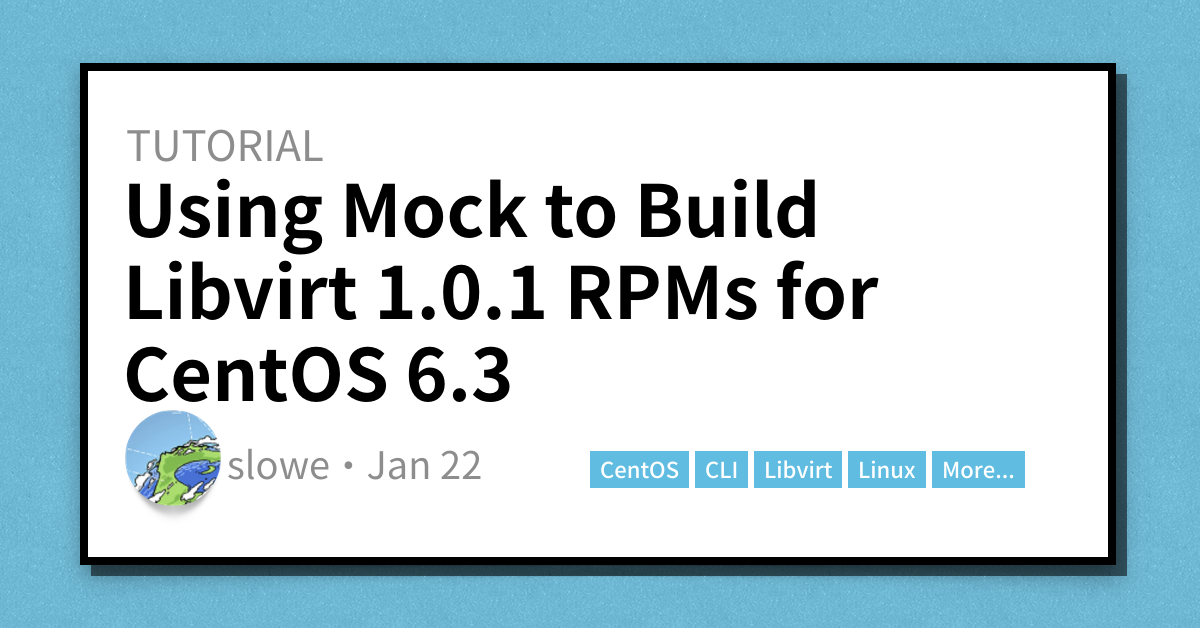 TUTORIAL
Using Mock to Build
Libvirt 1.0.1 RPMs for
CentOS 6.3
slowe • Jan 22
CentOS CLI Libvirt Linux More...